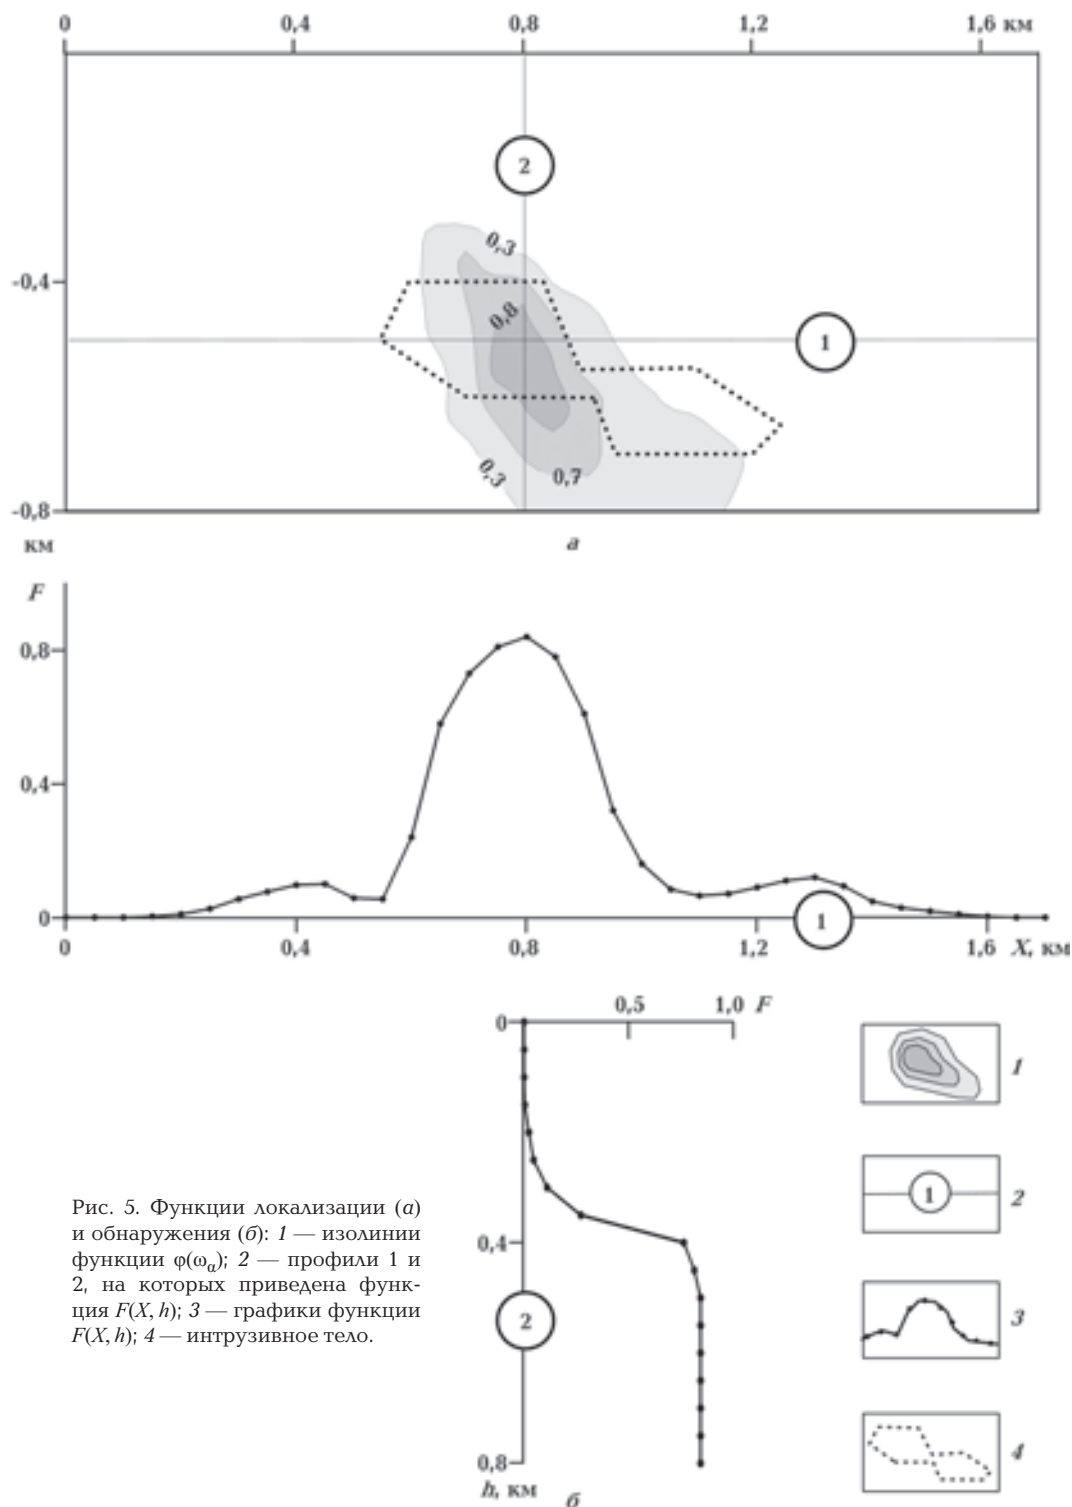 0 0,4 0,8 1,2 1,6 км
2
0,3
-0,4
0,8
1
0,3
0,7
-0,8
км
а
F
0,8
0,4
0
1
0 0,4 0,8 1,2 1,6 X, км
0,5 1,0 F
0
1
1
2
0,4
2
3
4
0,8
h, км
б
Рис. 5. Функции локализации (а)
и обнаружения (б): 1 — изолинии
функции φ(ωα); 2 — профили 1 и
2, на которых приведена функ-
ция F(X, h); 3 — графики функции
F(X, h); 4 — интрузивное тело.